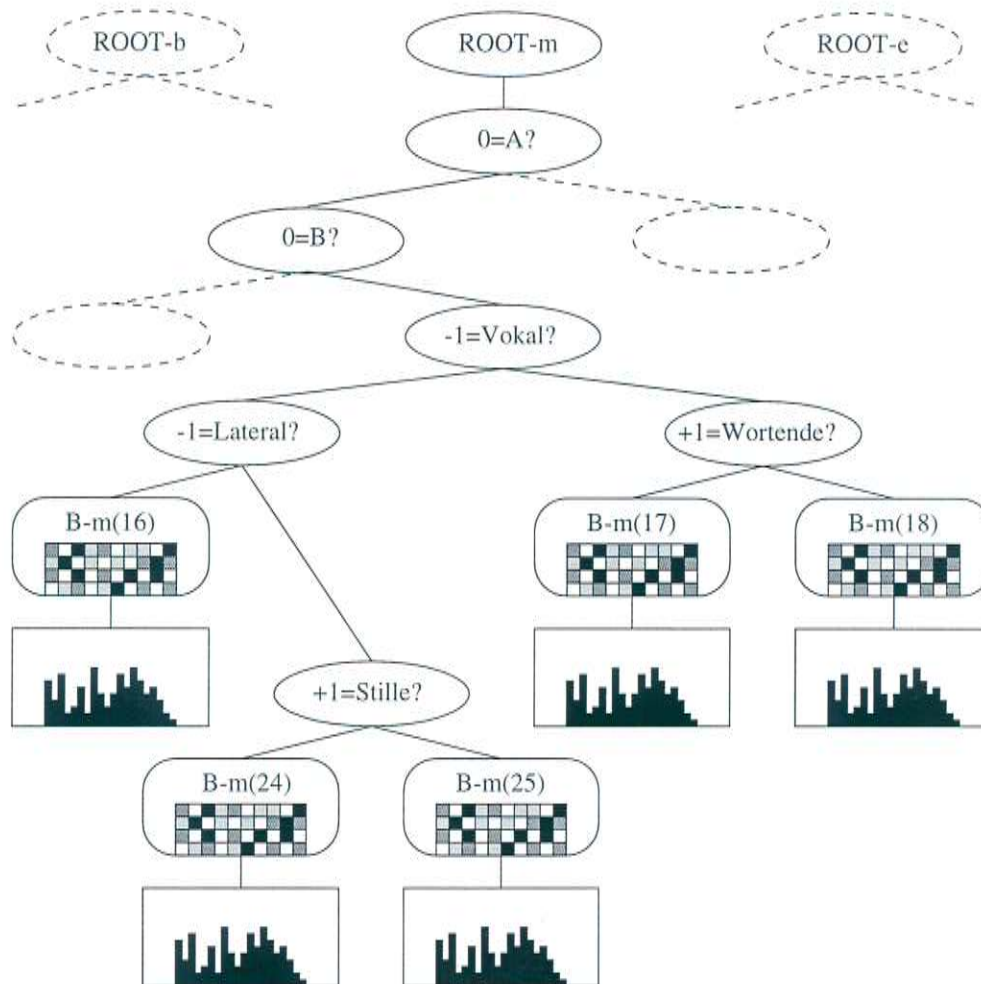 ROOT-b
ROOT-m
ROOT-e
0=A?
0=B?
-1=Vokal?
-1=Lateral?
+1=Wortende?
B-m(16)
B-m(17)
B-m(18)
+1=Stille?
B-m(24)
B-m(25)